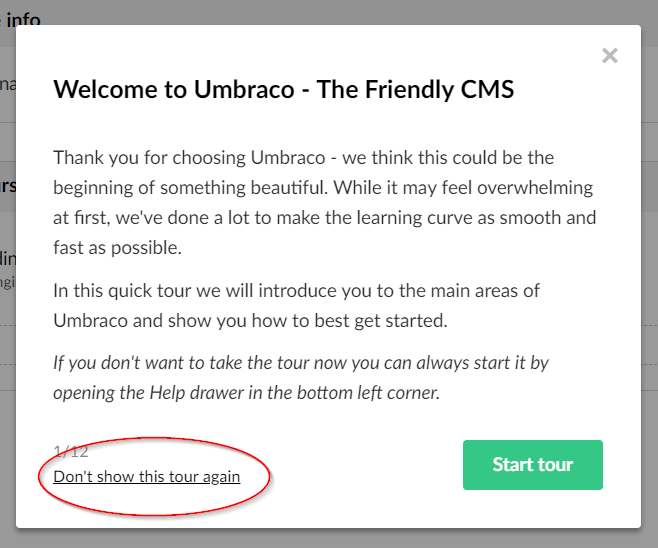 info
Welcome to Umbraco - The Friendly CMS
Thank you for choosing Umbraco - we think this could be the
beginning of something beautiful. While it may feel overwhelming
at first, we've done a lot to make the learning curve as smooth and
fast as possible.
In this quick tour we will introduce you to the main areas of
Umbraco and show you how to best get started.
If you don't want to take the tour now you can always start it by
opening the Help drawer in the bottom left corner.
1/12
Don't show this tour again
Start tour